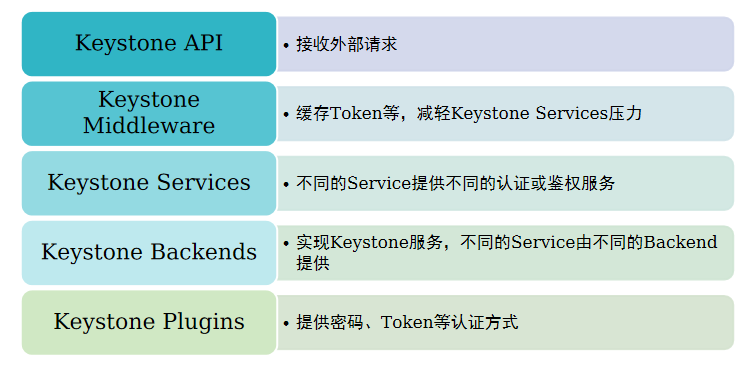 Keystone API
• 接收外部请求
Keystone
Middleware
• 缓存Token等，减轻Keystone Services压力
Keystone Services
• 不同的Service提供不同的认证或鉴权服务
Keystone Backends
• 实现Keystone服务，不同的Service由不同的Backend
提供
Keystone Plugins
• 提供密码、Token等认证方式